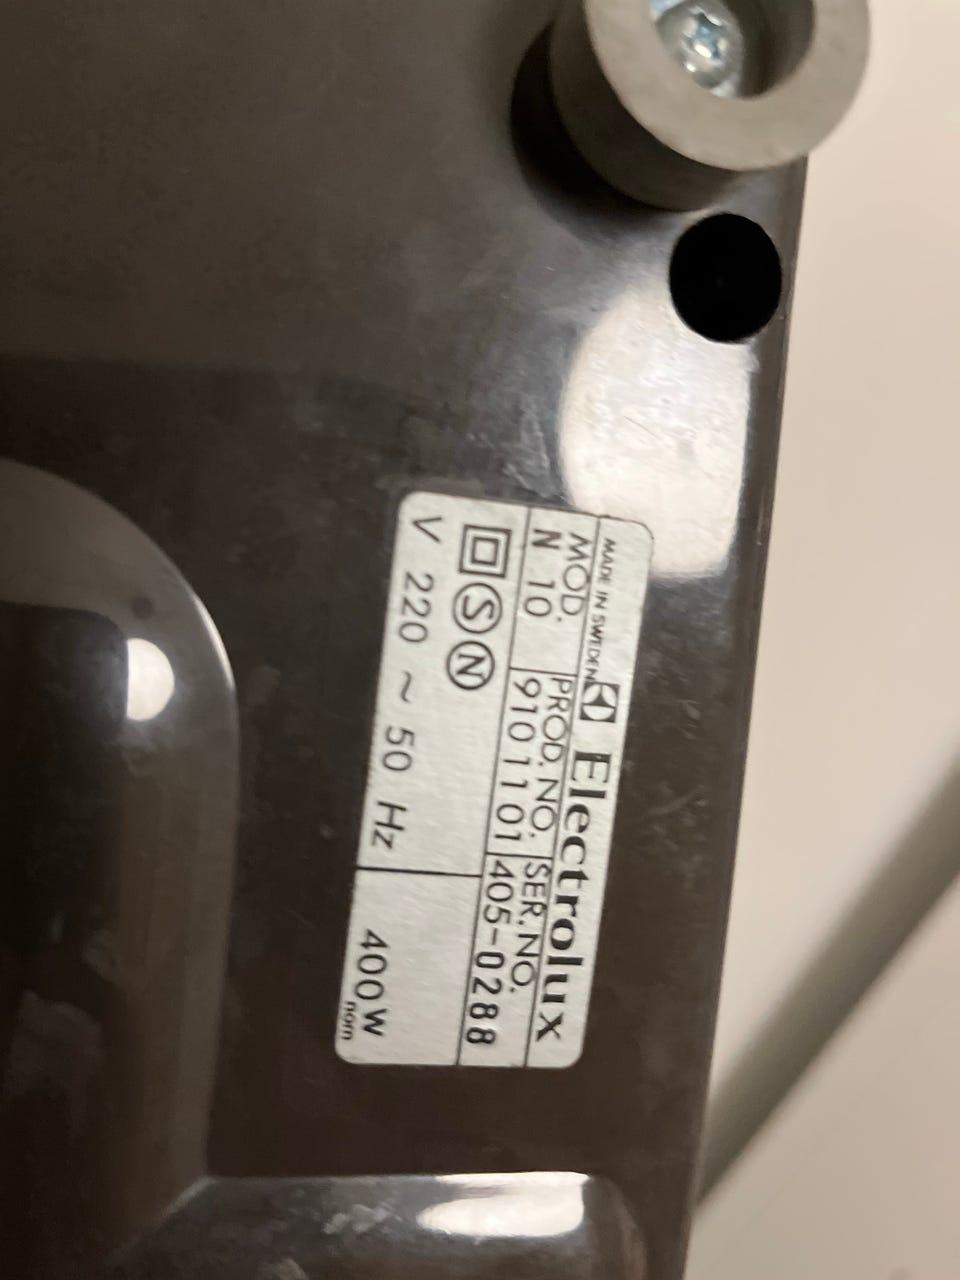 MADE IN SWEDEN Electrolux
MOD. PROD. NO. SER. NO.
N 10 910 11 01 405-0288
S N
V 220 ~ 50 Hz 400 W
nom